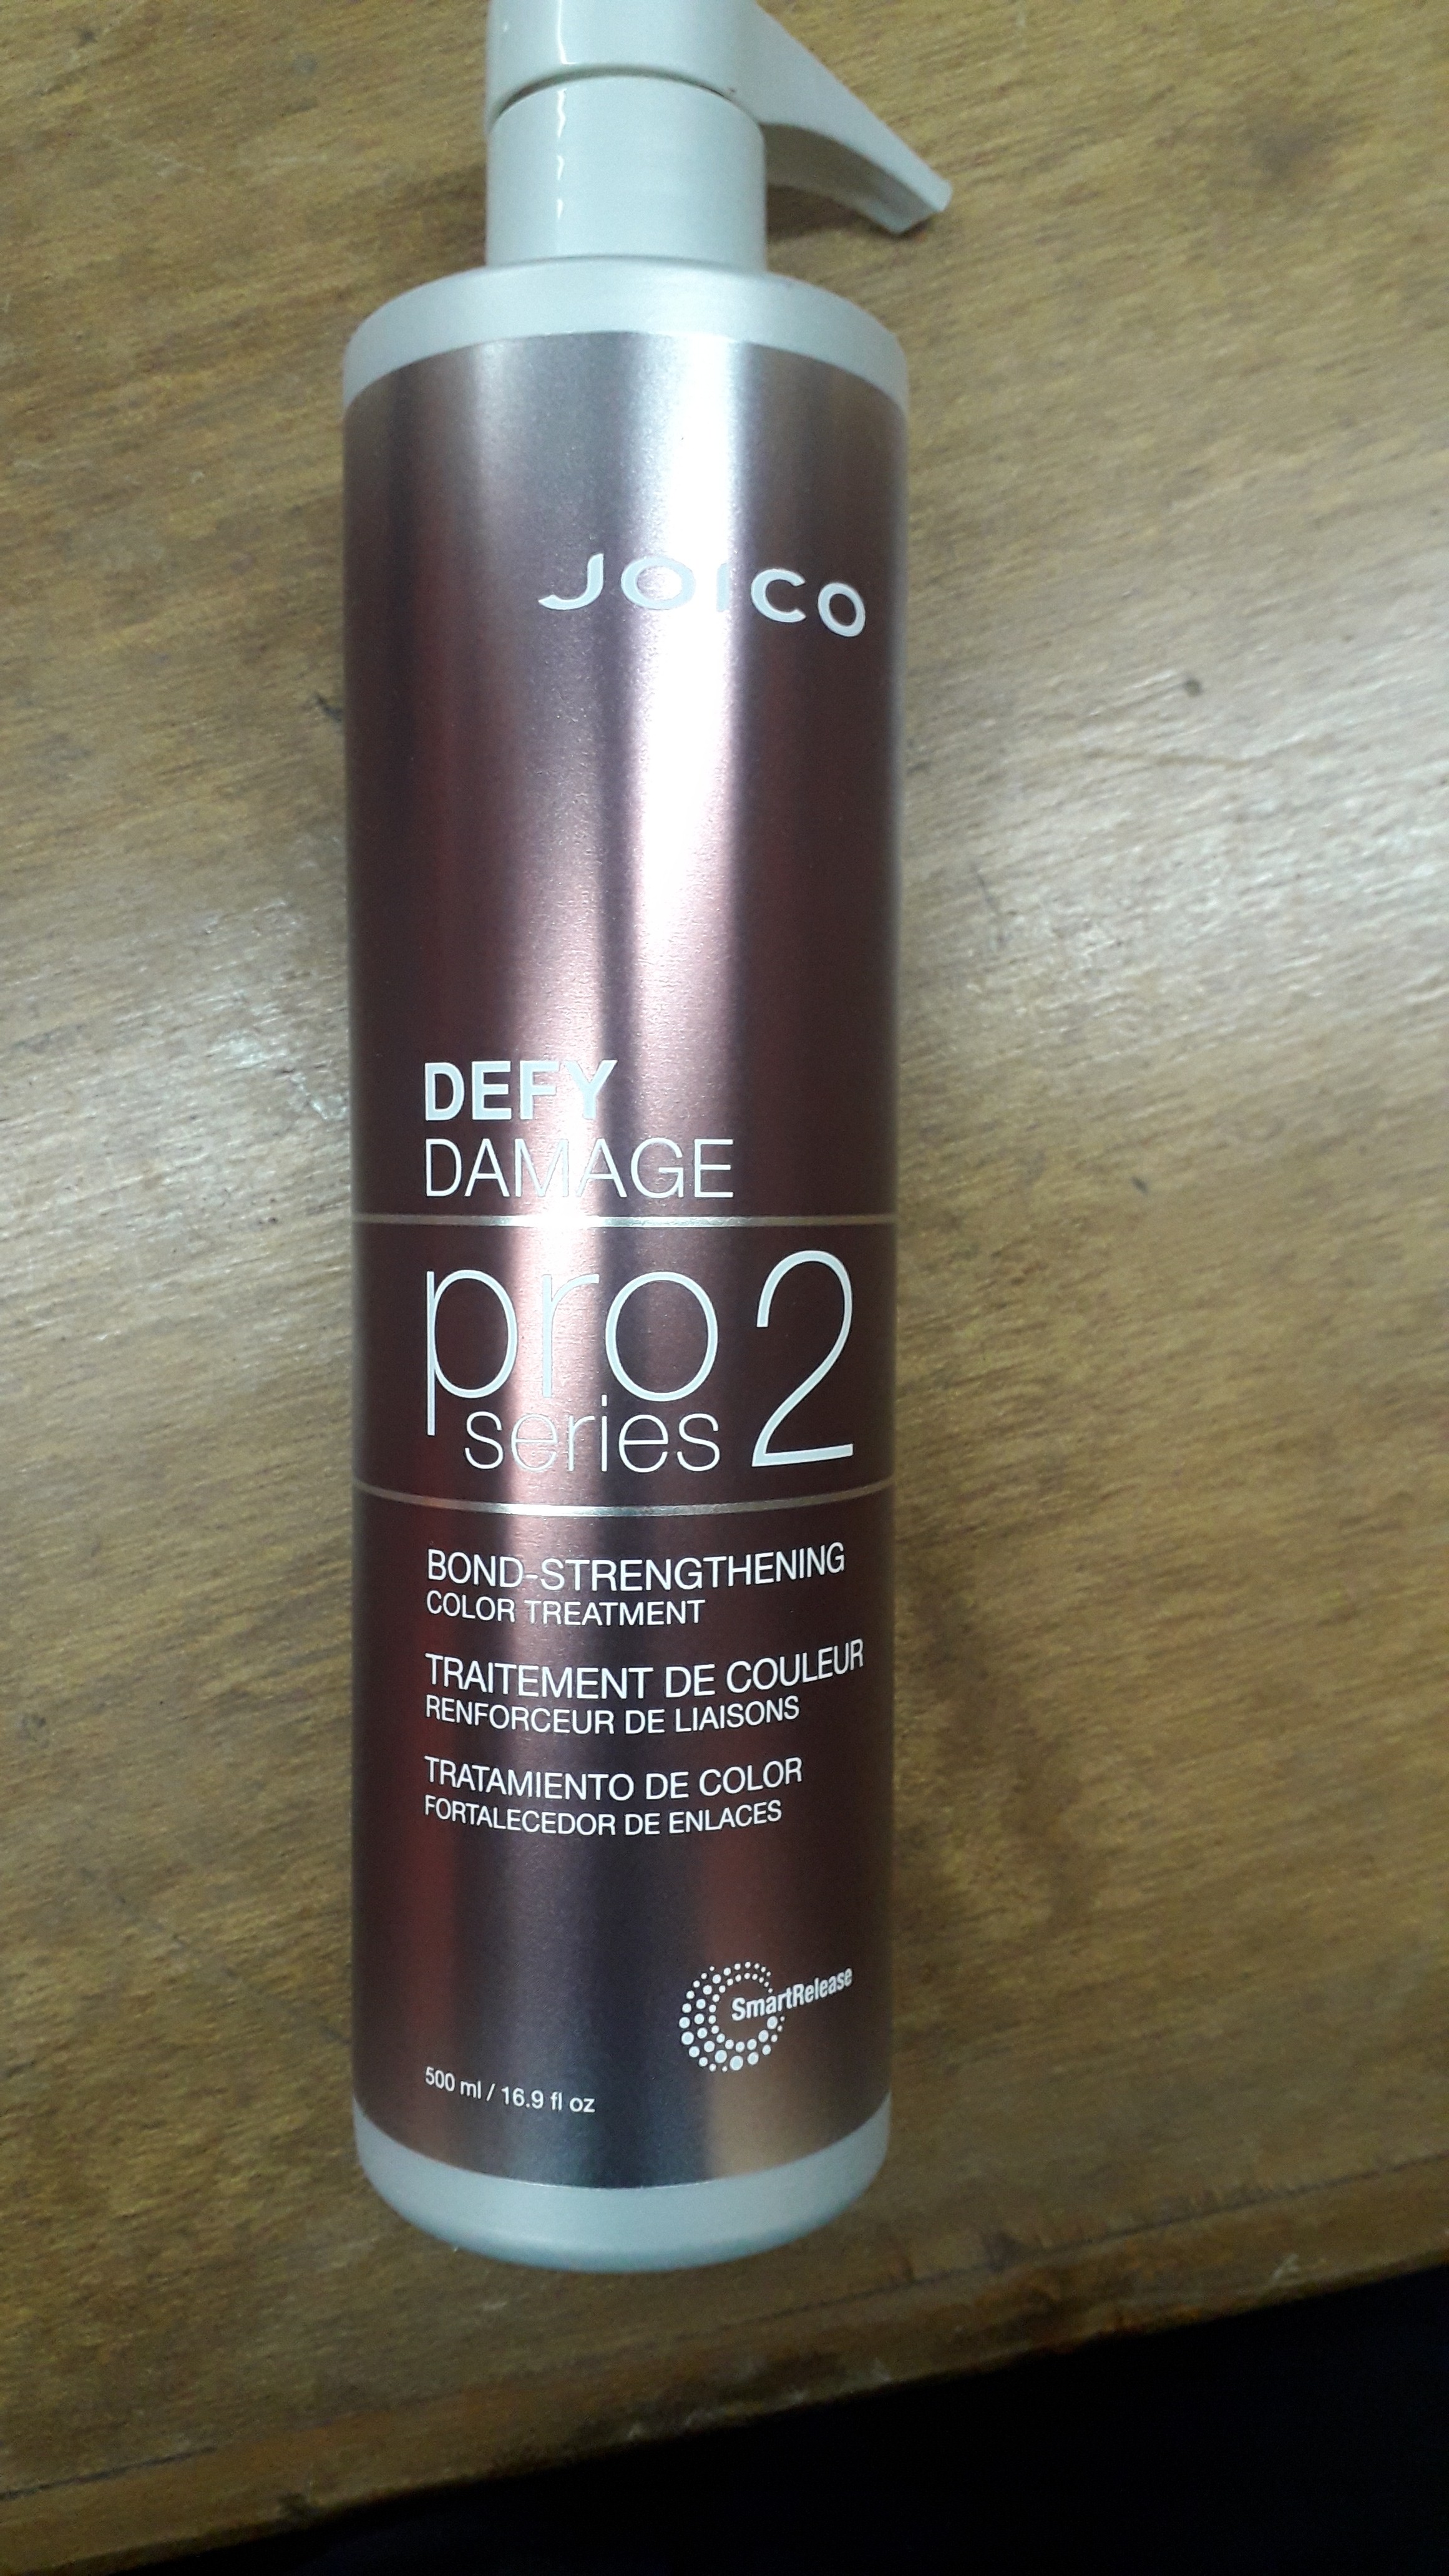 JOICO
DEFY
DAMAGE
pro 2
series
BOND-STRENGTHENING
COLOR TREATMENT
TRAITEMENT DE COULEUR
RENFORCEUR DE LIAISONS
TRATAMIENTO DE COLOR
FORTALECEDOR DE ENLACES
SmartRelease
500 ml / 16.9 fl oz